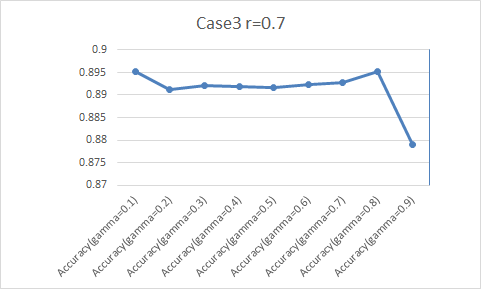 Case3 r=0.7
0.9
0.895
0.89
0.885
0.88
0.875
0.87
Accuracy(gamma=0.1)
Accuracy(gamma=0.2)
Accuracy(gamma=0.3)
Accuracy(gamma=0.4)
Accuracy(gamma=0.5)
Accuracy(gamma=0.6)
Accuracy(gamma=0.7)
Accuracy(gamma=0.8)
Accuracy(gamma=0.9)